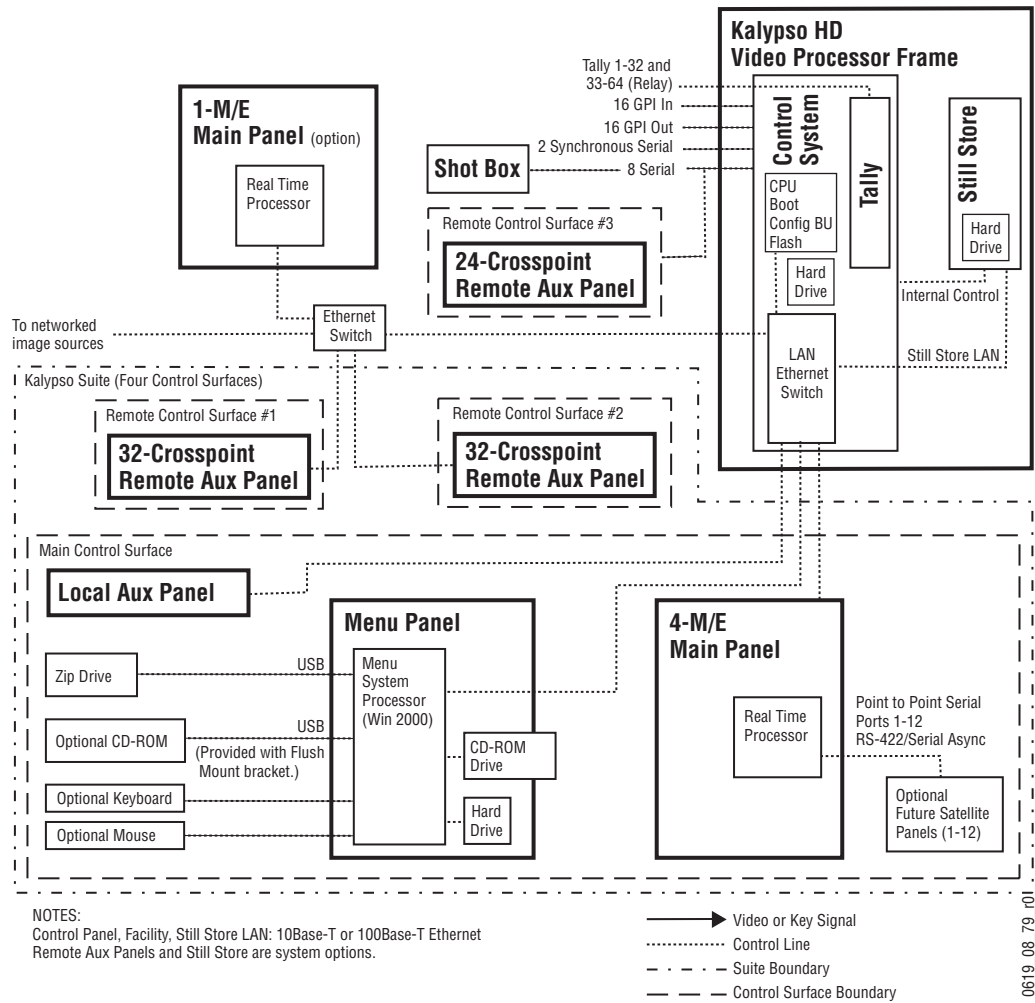 Kalypso HD
Video Processor Frame
Tally 1-32 and
33-64 (Relay)
16 GPI In
16 GPI Out
2 Synchronous Serial
8 Serial
Control
System
Tally
Still Store
CPU
Boot
Config BU
Flash
Hard
Drive
Hard
Drive
Internal Control
LAN
Ethernet
Switch
Still Store LAN
1-M/E
Main Panel (option)
Real Time
Processor
Shot Box
Remote Control Surface #3
24-Crosspoint
Remote Aux Panel
To networked
image sources
Ethernet
Switch
Kalypso Suite (Four Control Surfaces)
Remote Control Surface #1
32-Crosspoint
Remote Aux Panel
Remote Control Surface #2
32-Crosspoint
Remote Aux Panel
Main Control Surface
Local Aux Panel
Menu Panel
Menu
System
Processor
(Win 2000)
Zip Drive
USB
Optional CD-ROM
USB
(Provided with Flush
Mount bracket.)
Optional Keyboard
Optional Mouse
CD-ROM
Drive
Hard
Drive
4-M/E
Main Panel
Real Time
Processor
Point to Point Serial
Ports 1-12
RS-422/Serial Async
Optional
Future Satellite
Panels (1-12)
NOTES:
Control Panel, Facility, Still Store LAN: 10Base-T or 100Base-T Ethernet
Remote Aux Panels and Still Store are system options.
Video or Key Signal
Control Line
Suite Boundary
Control Surface Boundary
0619_08_79_r0l